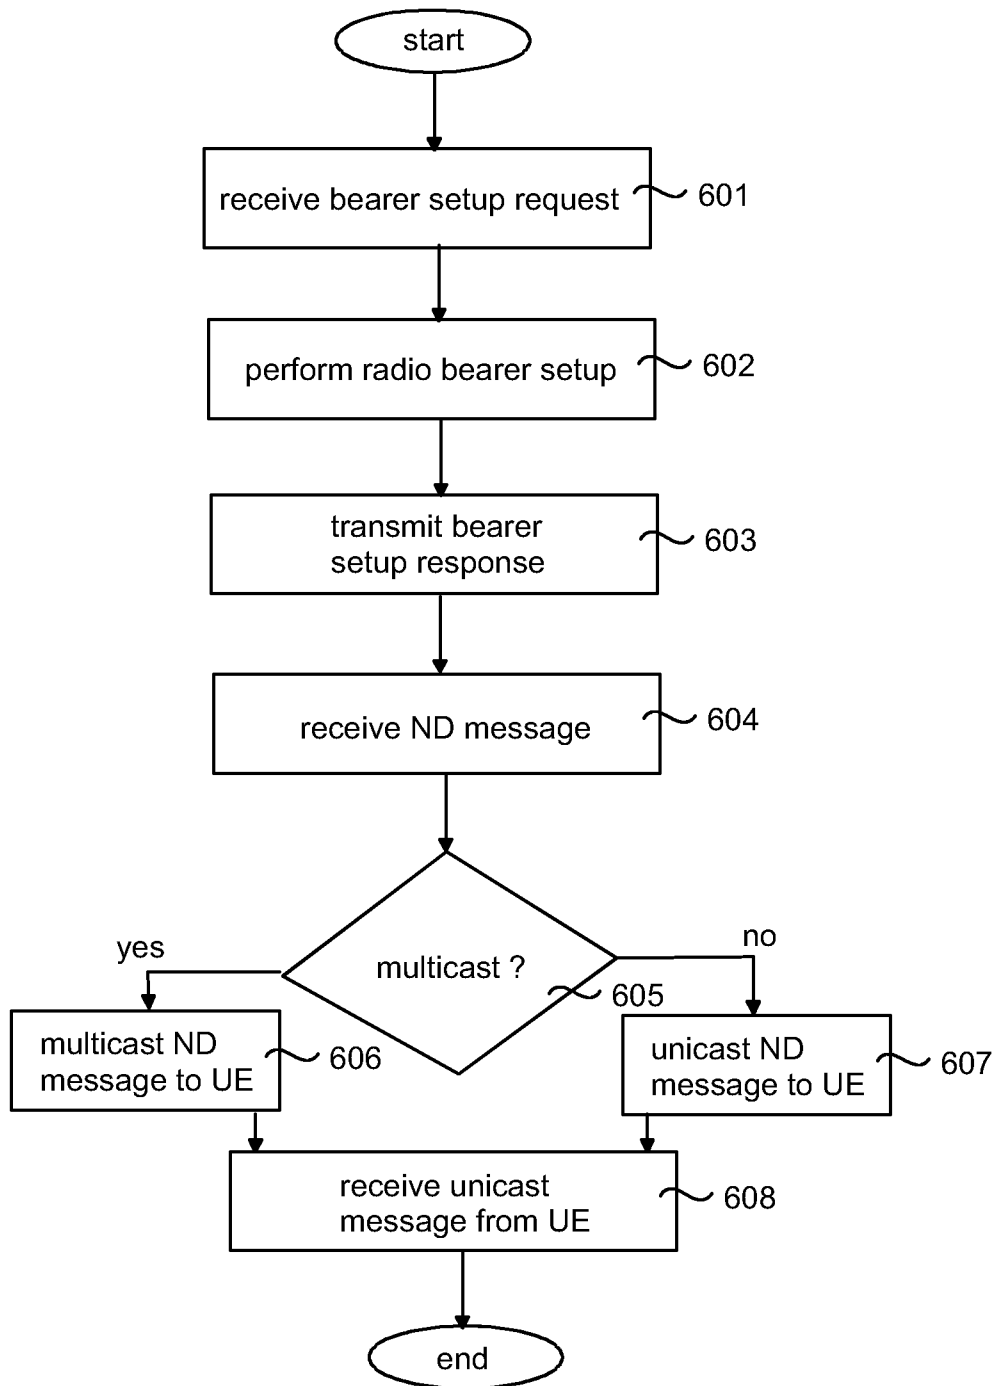 start
receive bearer setup request
601
perform radio bearer setup
602
transmit bearer
setup response
603
receive ND message
604
yes
no
multicast ?
605
multicast ND
message to UE
606
unicast ND
message to UE
607
receive unicast
message from UE
608
end